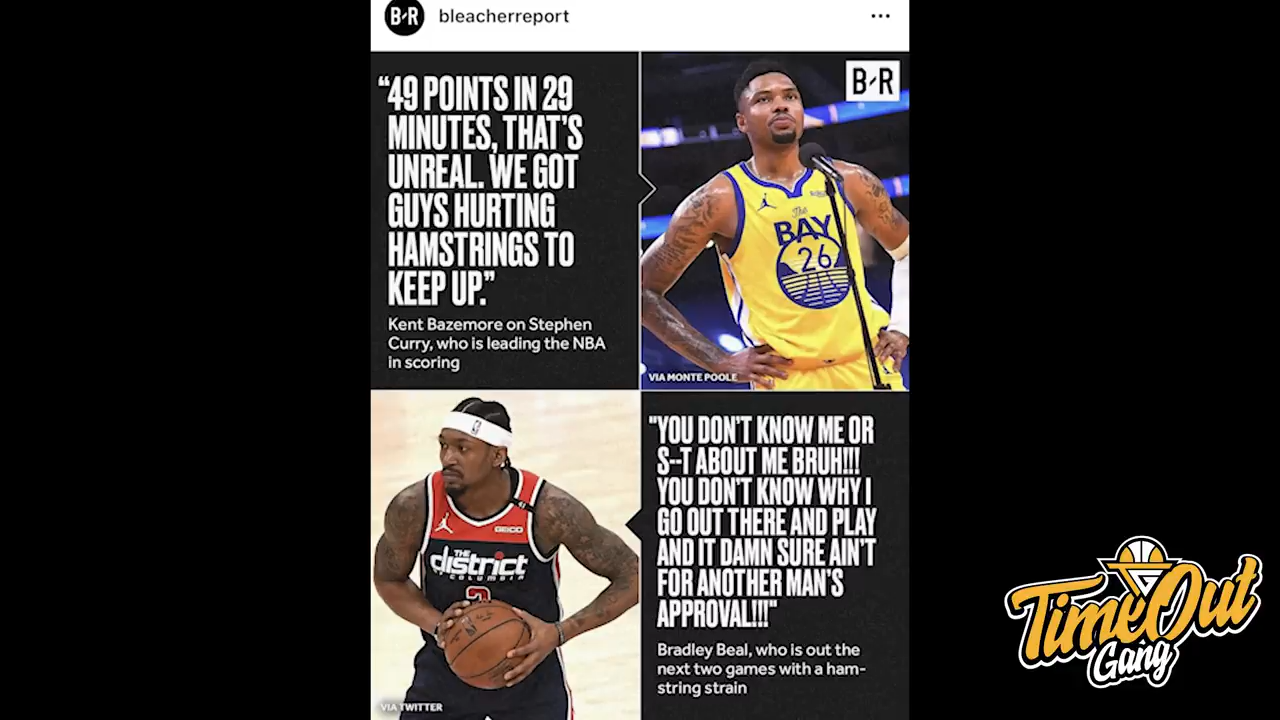 B-R bleacherreport ...
"49 POINTS IN 29
MINUTES, THAT'S
UNREAL. WE GOT
GUYS HURTING
HAMSTRINGS TO
KEEP UP."
Kent Bazemore on Stephen
Curry, who is leading the NBA
in scoring
B-R
The
BAY
26
VIA MONTE POOLE
GEICO
THE
district
COLUMBIA
VIA TWITTER
"YOU DON'T KNOW ME OR
S--T ABOUT ME BRUH!!!
YOU DON'T KNOW WHY I
GO OUT THERE AND PLAY
AND IT DAMN SURE AIN'T
FOR ANOTHER MAN'S
APPROVAL!!!"
Bradley Beal, who is out the
next two games with a ham-
string strain
TimeOut
Gang